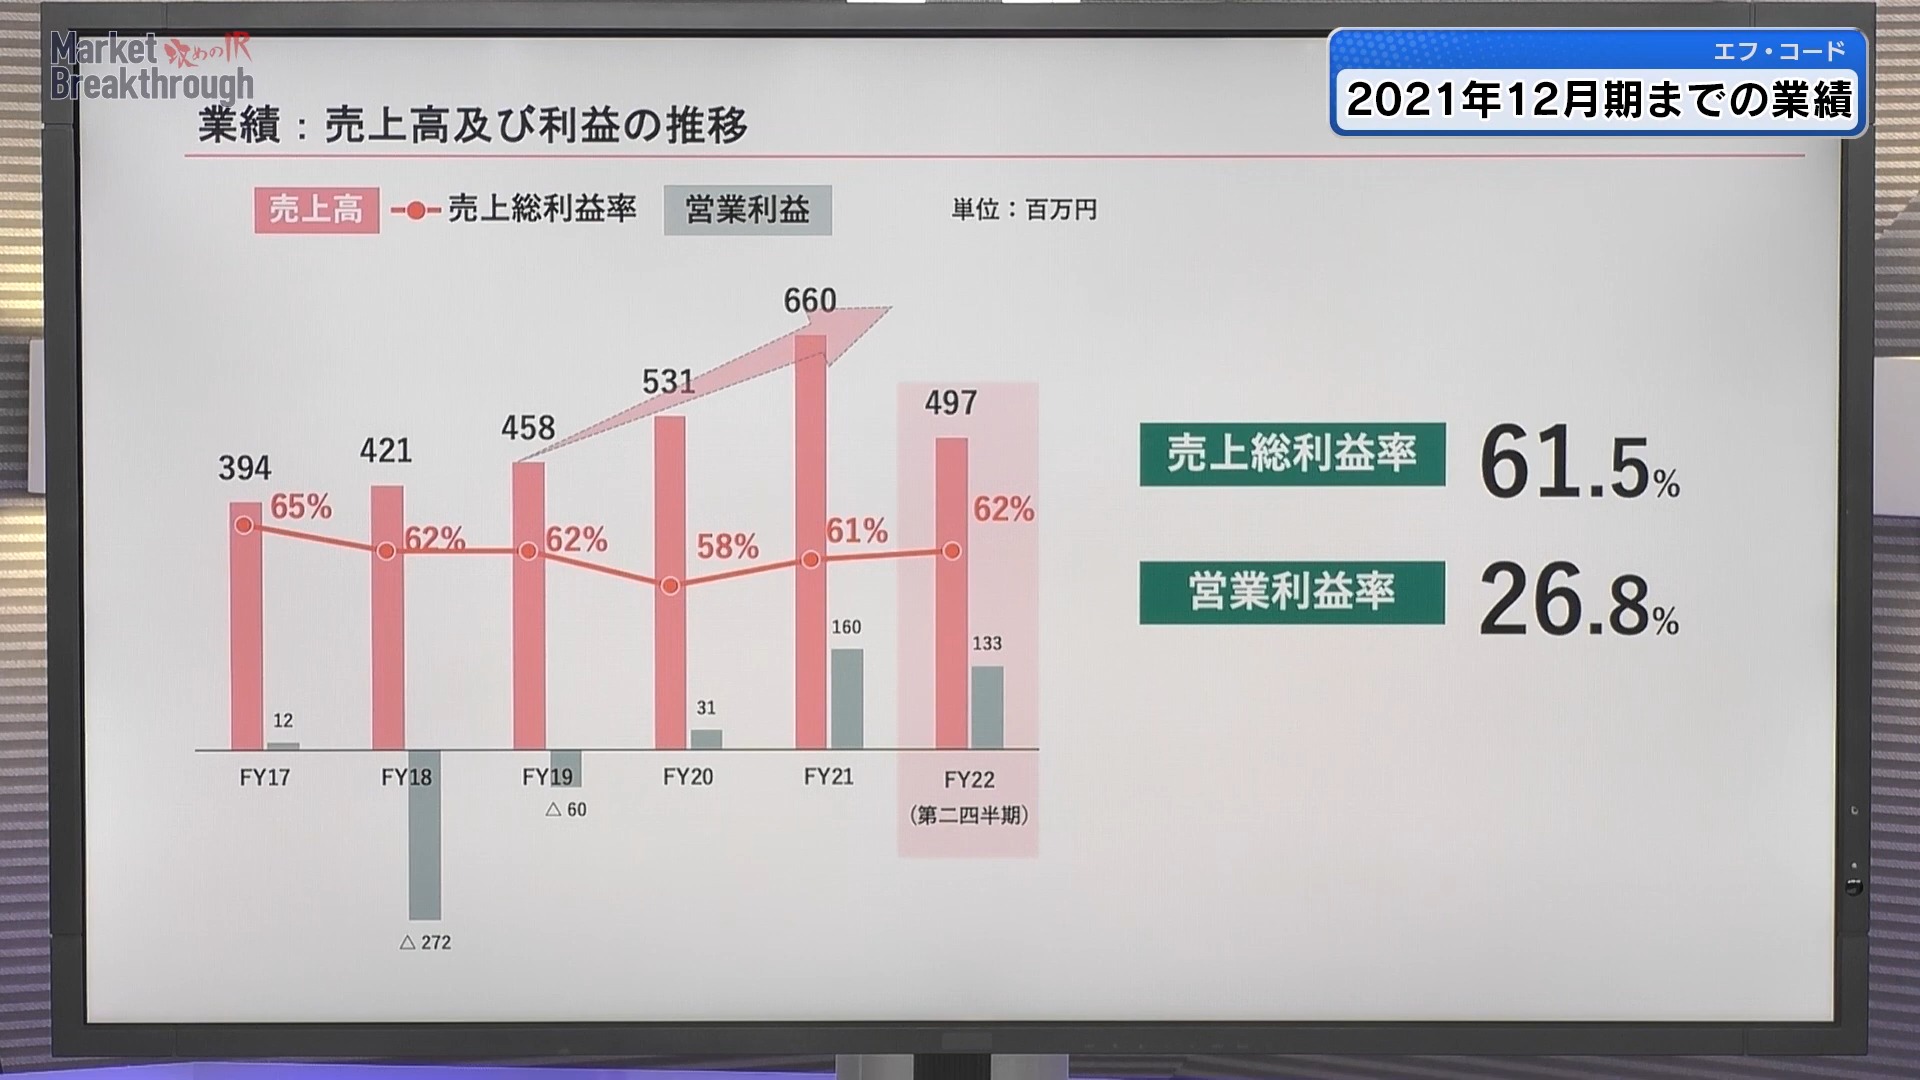 Market 攻めのIR
Breakthrough
エフ・コード
2021年12月期までの業績
業績：売上高及び利益の推移
売上高 売上総利益率 営業利益 単位：百万円
660
531
497
458
421
394
65%
62%
62%
58%
61%
62%
売上総利益率 61.5%
営業利益率 26.8%
160
133
31
12
FY17 FY18 FY19 FY20 FY21 FY22
（第二四半期）
△ 60
△ 272